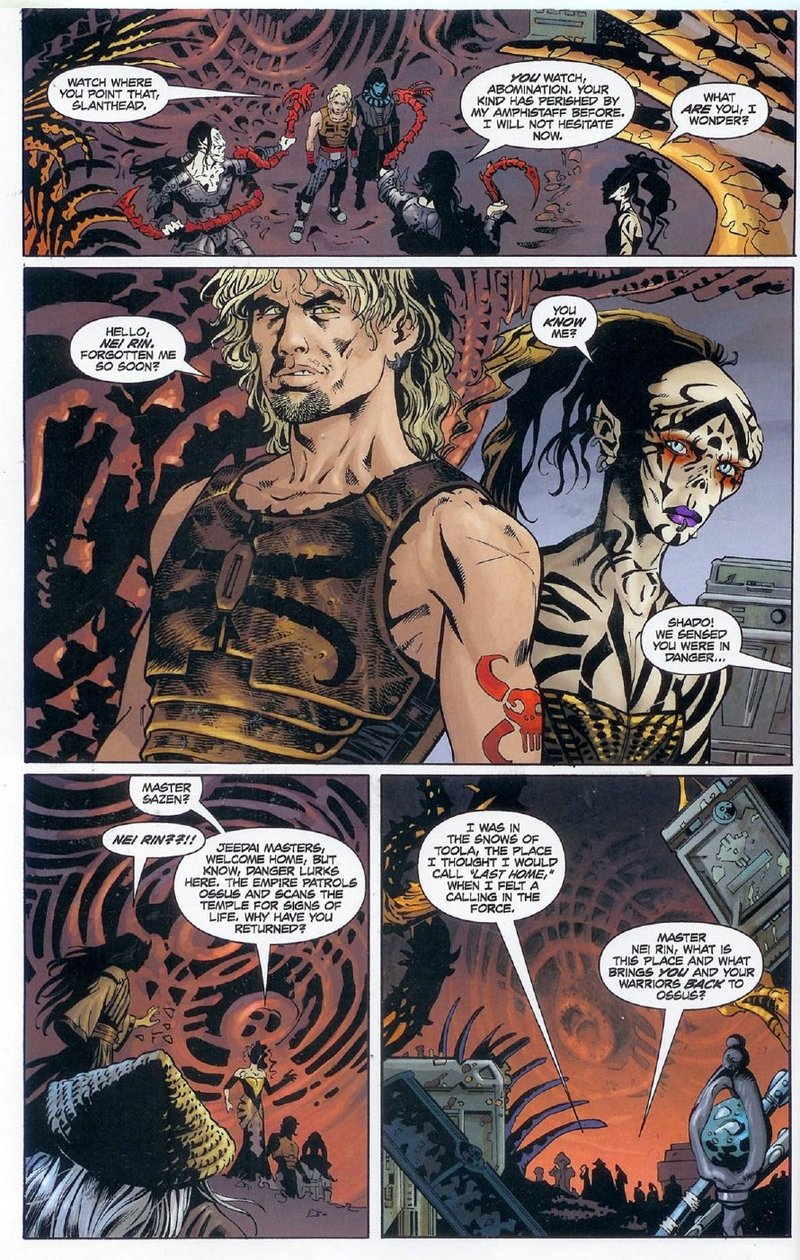 WATCH WHERE
YOU POINT THAT,
SLANTHEAD.
YOU WATCH,
ABOMINATION. YOUR
KIND HAS PERISHED BY
MY AMPHISTAFF BEFORE.
I WILL NOT HESITATE
NOW.
WHAT
ARE YOU, I
WONDER?
HELLO,
NEI RIN.
FORGOTTEN ME
SO SOON?
YOU
KNOW
ME?
SHADO!
WE SENSED
YOU WERE IN
DANGER...
MASTER
SAZEN?
NEI RIN??!!
JEEDAI MASTERS,
WELCOME HOME, BUT
KNOW, DANGER LURKS
HERE. THE EMPIRE PATROLS
OSSUS AND SCANS THE
TEMPLE FOR SIGNS OF
LIFE. WHY HAVE YOU
RETURNED?
I WAS IN
THE SNOWS OF
TOOLA, THE PLACE
I THOUGHT I WOULD
CALL "LAST HOME,"
WHEN I FELT A
CALLING IN THE
FORCE.
MASTER
NEI RIN, WHAT IS
THIS PLACE AND WHAT
BRINGS YOU AND YOUR
WARRIORS BACK TO
OSSUS?